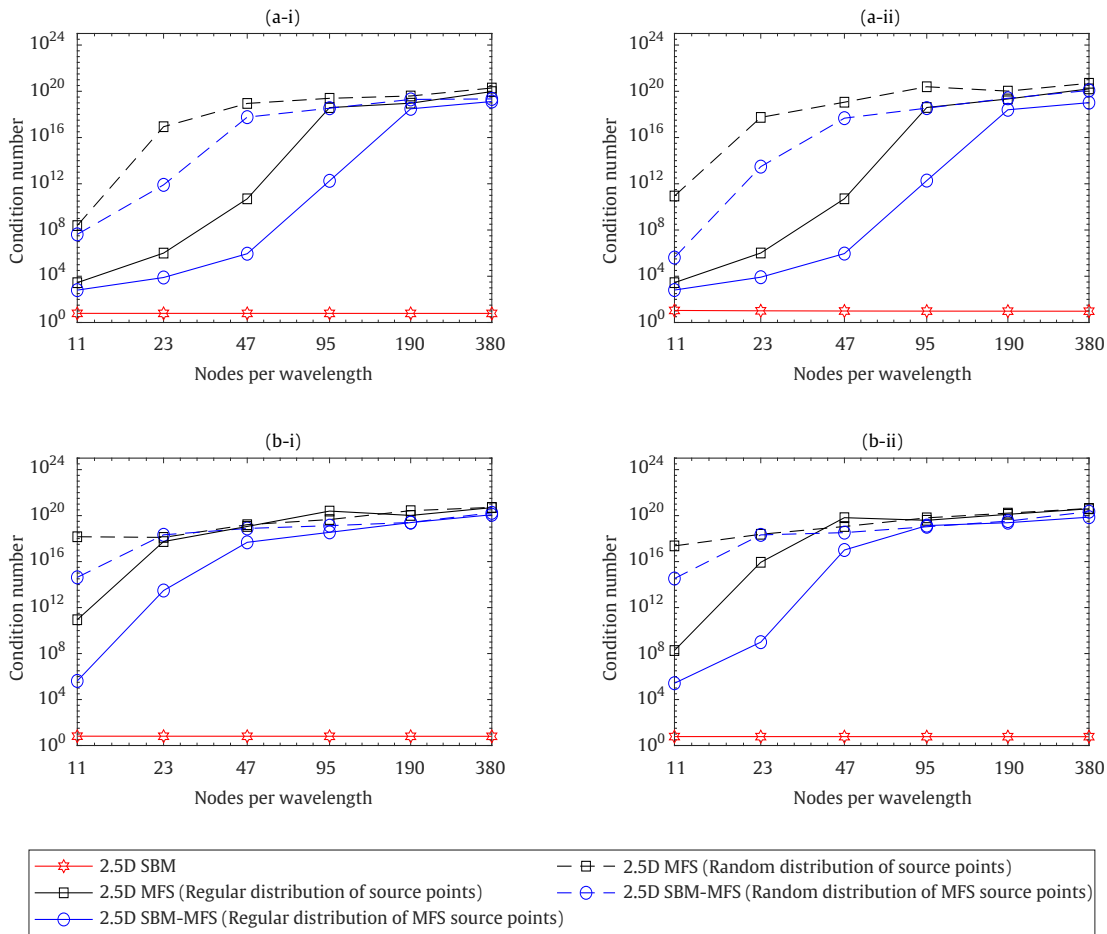 (a-i)
Condition number
10^24
10^20
10^16
10^12
10^8
10^4
10^0
11 23 47 95 190 380
Nodes per wavelength
(a-ii)
Condition number
10^24
10^20
10^16
10^12
10^8
10^4
10^0
11 23 47 95 190 380
Nodes per wavelength
(b-i)
Condition number
10^24
10^20
10^16
10^12
10^8
10^4
10^0
11 23 47 95 190 380
Nodes per wavelength
(b-ii)
Condition number
10^24
10^20
10^16
10^12
10^8
10^4
10^0
11 23 47 95 190 380
Nodes per wavelength
2.5D SBM
2.5D MFS (Regular distribution of source points)
2.5D SBM-MFS (Regular distribution of MFS source points)
2.5D MFS (Random distribution of source points)
2.5D SBM-MFS (Random distribution of MFS source points)